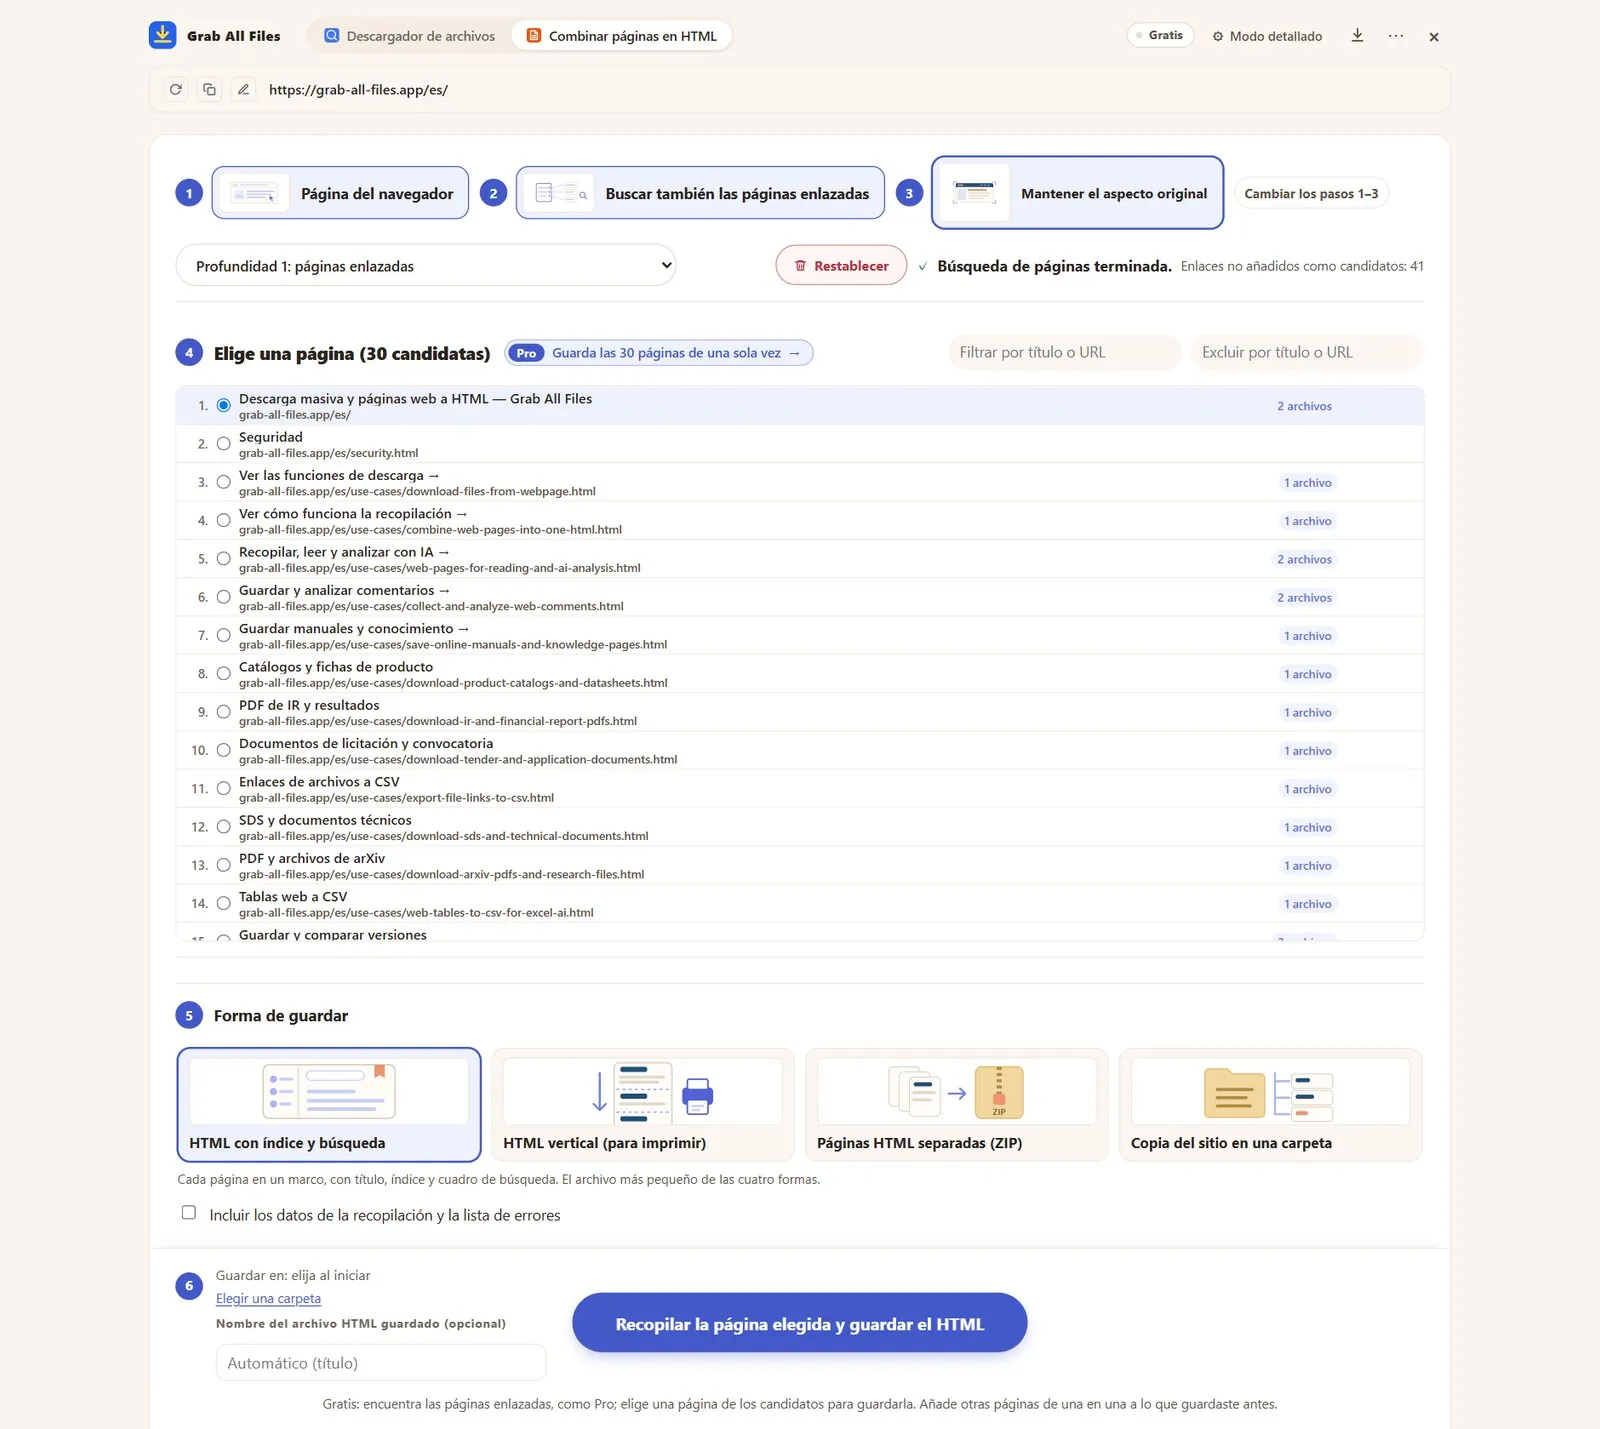 Grab All Files
Descargador de archivos
Combinar páginas en HTML
Gratis
Modo detallado
https://grab-all-files.app/es/
1
Página del navegador
2
Buscar también las páginas enlazadas
3
Mantener el aspecto original
Cambiar los pasos 1–3
Profundidad 1: páginas enlazadas
Restablecer
✓ Búsqueda de páginas terminada. Enlaces no añadidos como candidatos: 41
4
Elige una página (30 candidatas)
Pro Guarda las 30 páginas de una sola vez →
Filtrar por título o URL
Excluir por título o URL
1. Descarga masiva y páginas web a HTML — Grab All Files
grab-all-files.app/es/
2 archivos
2. Seguridad
grab-all-files.app/es/security.html
3. Ver las funciones de descarga →
grab-all-files.app/es/use-cases/download-files-from-webpage.html
1 archivo
4. Ver cómo funciona la recopilación →
grab-all-files.app/es/use-cases/combine-web-pages-into-one-html.html
1 archivo
5. Recopilar, leer y analizar con IA →
grab-all-files.app/es/use-cases/web-pages-for-reading-and-ai-analysis.html
2 archivos
6. Guardar y analizar comentarios →
grab-all-files.app/es/use-cases/collect-and-analyze-web-comments.html
2 archivos
7. Guardar manuales y conocimiento →
grab-all-files.app/es/use-cases/save-online-manuals-and-knowledge-pages.html
1 archivo
8. Catálogos y fichas de producto
grab-all-files.app/es/use-cases/download-product-catalogs-and-datasheets.html
1 archivo
9. PDF de IR y resultados
grab-all-files.app/es/use-cases/download-ir-and-financial-report-pdfs.html
1 archivo
10. Documentos de licitación y convocatoria
grab-all-files.app/es/use-cases/download-tender-and-application-documents.html
1 archivo
11. Enlaces de archivos a CSV
grab-all-files.app/es/use-cases/export-file-links-to-csv.html
1 archivo
12. SDS y documentos técnicos
grab-all-files.app/es/use-cases/download-sds-and-technical-documents.html
1 archivo
13. PDF y archivos de arXiv
grab-all-files.app/es/use-cases/download-arxiv-pdfs-and-research-files.html
1 archivo
14. Tablas web a CSV
grab-all-files.app/es/use-cases/web-tables-to-csv-for-excel-ai.html
1 archivo
Guardar y comparar versiones
5
Forma de guardar
ZIP
HTML con índice y búsqueda
HTML vertical (para imprimir)
Páginas HTML separadas (ZIP)
Copia del sitio en una carpeta
Cada página en un marco, con título, índice y cuadro de búsqueda. El archivo más pequeño de las cuatro formas.
Incluir los datos de la recopilación y la lista de errores
6
Guardar en: elija al iniciar
Elegir una carpeta
Nombre del archivo HTML guardado (opcional)
Automático (título)
Recopilar la página elegida y guardar el HTML
Gratis: encuentra las páginas enlazadas, como Pro; elige una página de los candidatos para guardarla. Añade otras páginas de una en una a lo que guardaste antes.